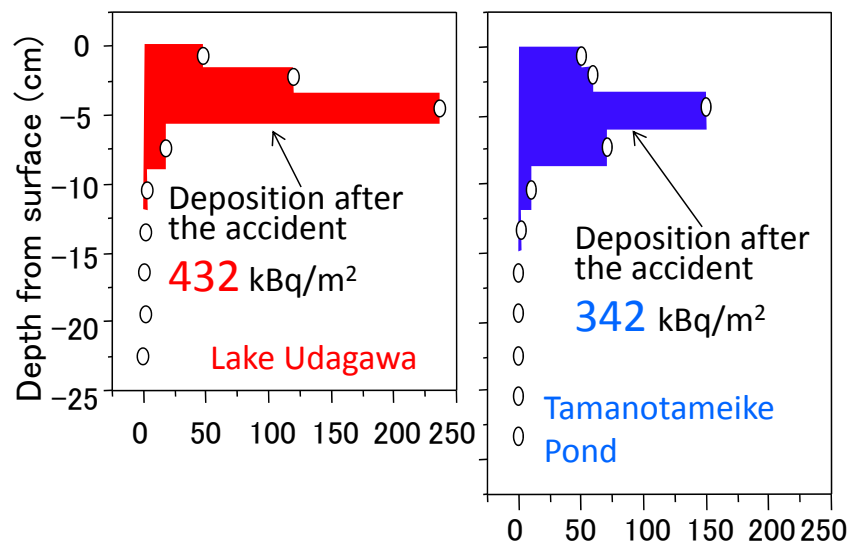 Depth from surface (cm)
0
-5
-10
-15
-20
-25
Deposition after
the accident
432 kBq/m²
Lake Udagawa
0 50 100 150 200 250
Deposition after
the accident
342 kBq/m²
Tamanotameike
Pond
0 50 100 150 200 250